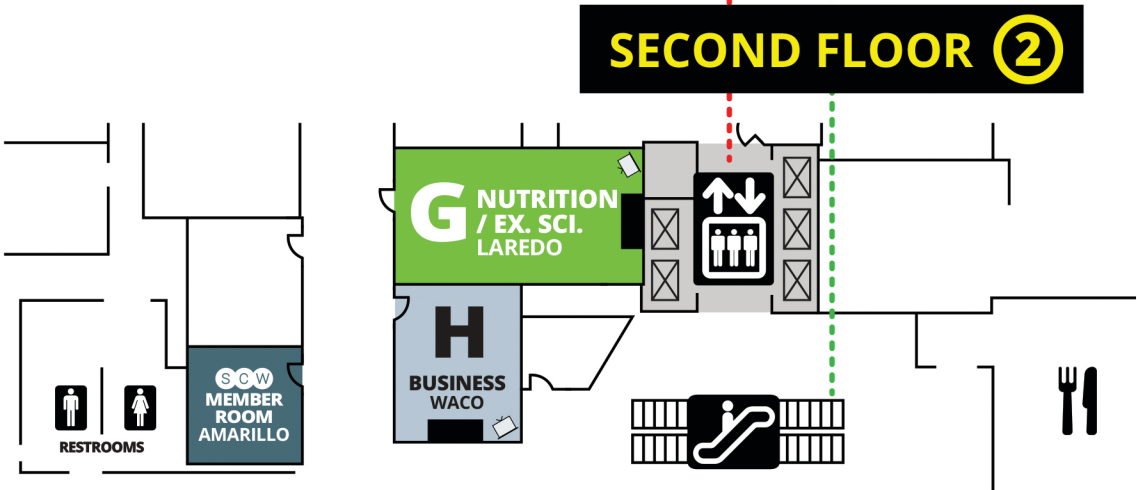 SECOND FLOOR 2
G NUTRITION
/ EX. SCI.
LAREDO
H
BUSINESS
WACO
SCW
MEMBER
ROOM
AMARILLO
RESTROOMS